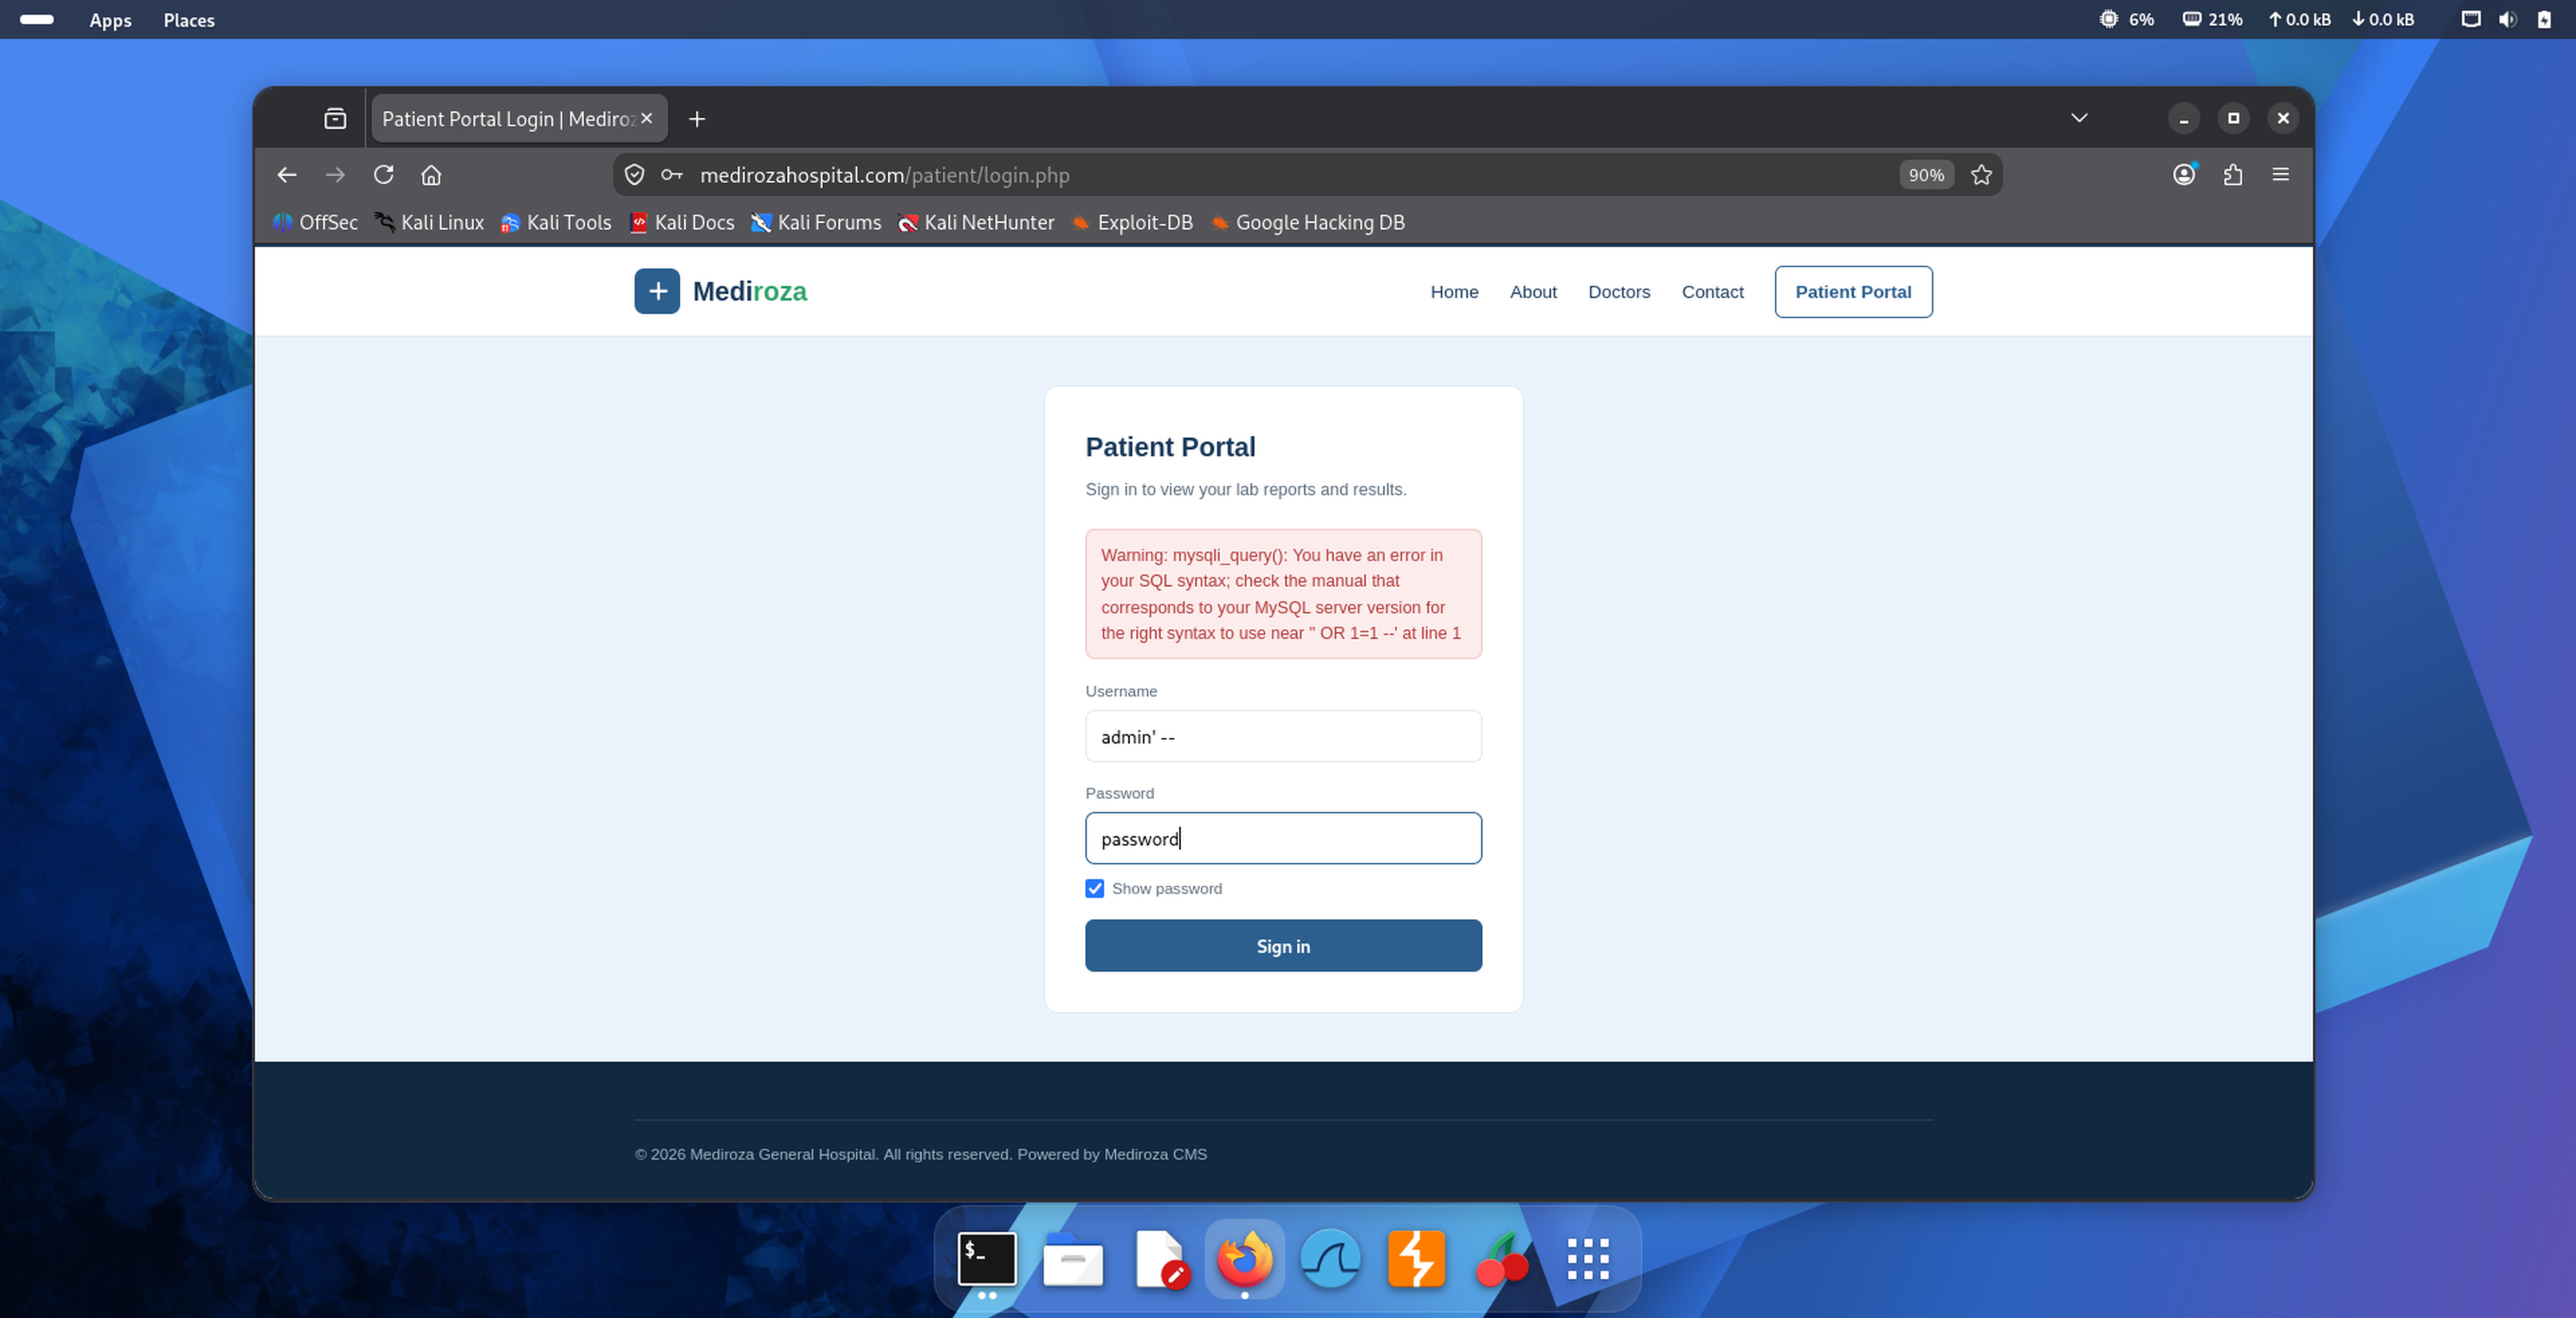 Apps Places 6% 21% 0.0 kB 0.0 kB
Patient Portal Login | Mediroz
medirozahospital.com/patient/login.php 90%
OffSec Kali Linux Kali Tools Kali Docs Kali Forums Kali NetHunter Exploit-DB Google Hacking DB
Mediroza Home About Doctors Contact Patient Portal
Patient Portal
Sign in to view your lab reports and results.
Warning: mysqli_query(): You have an error in
your SQL syntax; check the manual that
corresponds to your MySQL server version for
the right syntax to use near '' OR 1=1 --' at line 1
Username
admin' --
Password
password
Show password
Sign in
© 2026 Mediroza General Hospital. All rights reserved. Powered by Mediroza CMS
$_